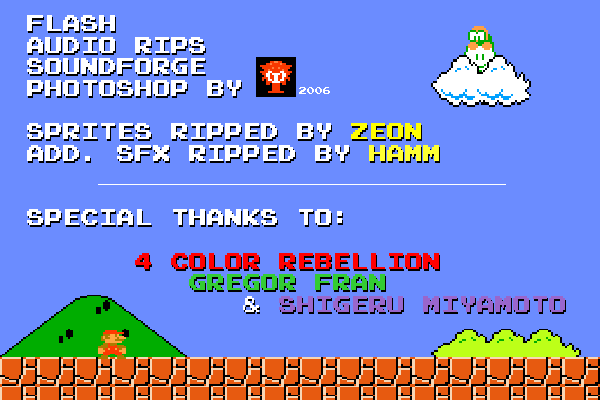 FLASH
AUDIO RIPS
SOUNDFORGE
PHOTOSHOP BY 2006
SPRITES RIPPED BY ZEON
ADD. SFX RIPPED BY HAMM
SPECIAL THANKS TO:
4 COLOR REBELLION
GREGOR FRAN
& SHIGERU MIYAMOTO